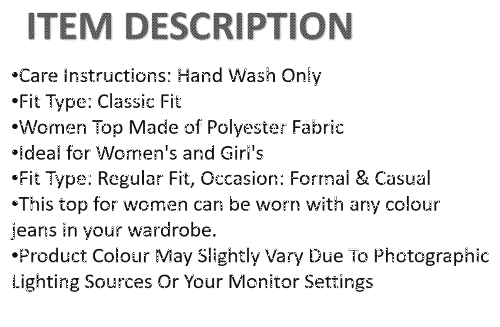 ITEM DESCRIPTION
•Care Instructions: Hand Wash Only
•Fit Type: Classic Fit
•Women Top Made of Polyester Fabric
•Ideal for Women's and Girl's
•Fit Type: Regular Fit, Occasion: Formal & Casual
•This top for women can be worn with any colour
jeans in your wardrobe.
•Product Colour May Slightly Vary Due To Photographic
Lighting Sources Or Your Monitor Settings